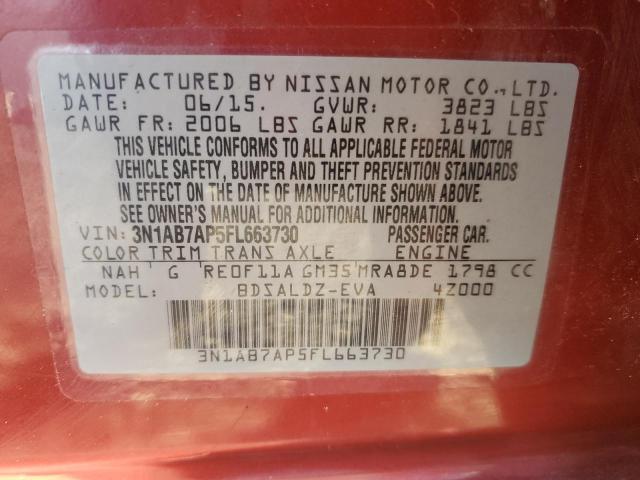 MANUFACTURED BY NISSAN MOTOR CO., LTD.
DATE: 06/15. GVWR: 3823 LBS
GAWR FR: 2006 LBS GAWR RR: 1841 LBS
THIS VEHICLE CONFORMS TO ALL APPLICABLE FEDERAL MOTOR
VEHICLE SAFETY, BUMPER AND THEFT PREVENTION STANDARDS
IN EFFECT ON THE DATE OF MANUFACTURE SHOWN ABOVE.
SEE OWNER'S MANUAL FOR ADDITIONAL INFORMATION.
VIN: 3N1AB7AP5FL663730 PASSENGER CAR.
COLOR TRIM TRANS AXLE ENGINE
NAH G RE0F11A GM35 MRA8DE 1798 CC
MODEL: BDSALDZ-EVA 4Z000
3N1AB7AP5FL663730